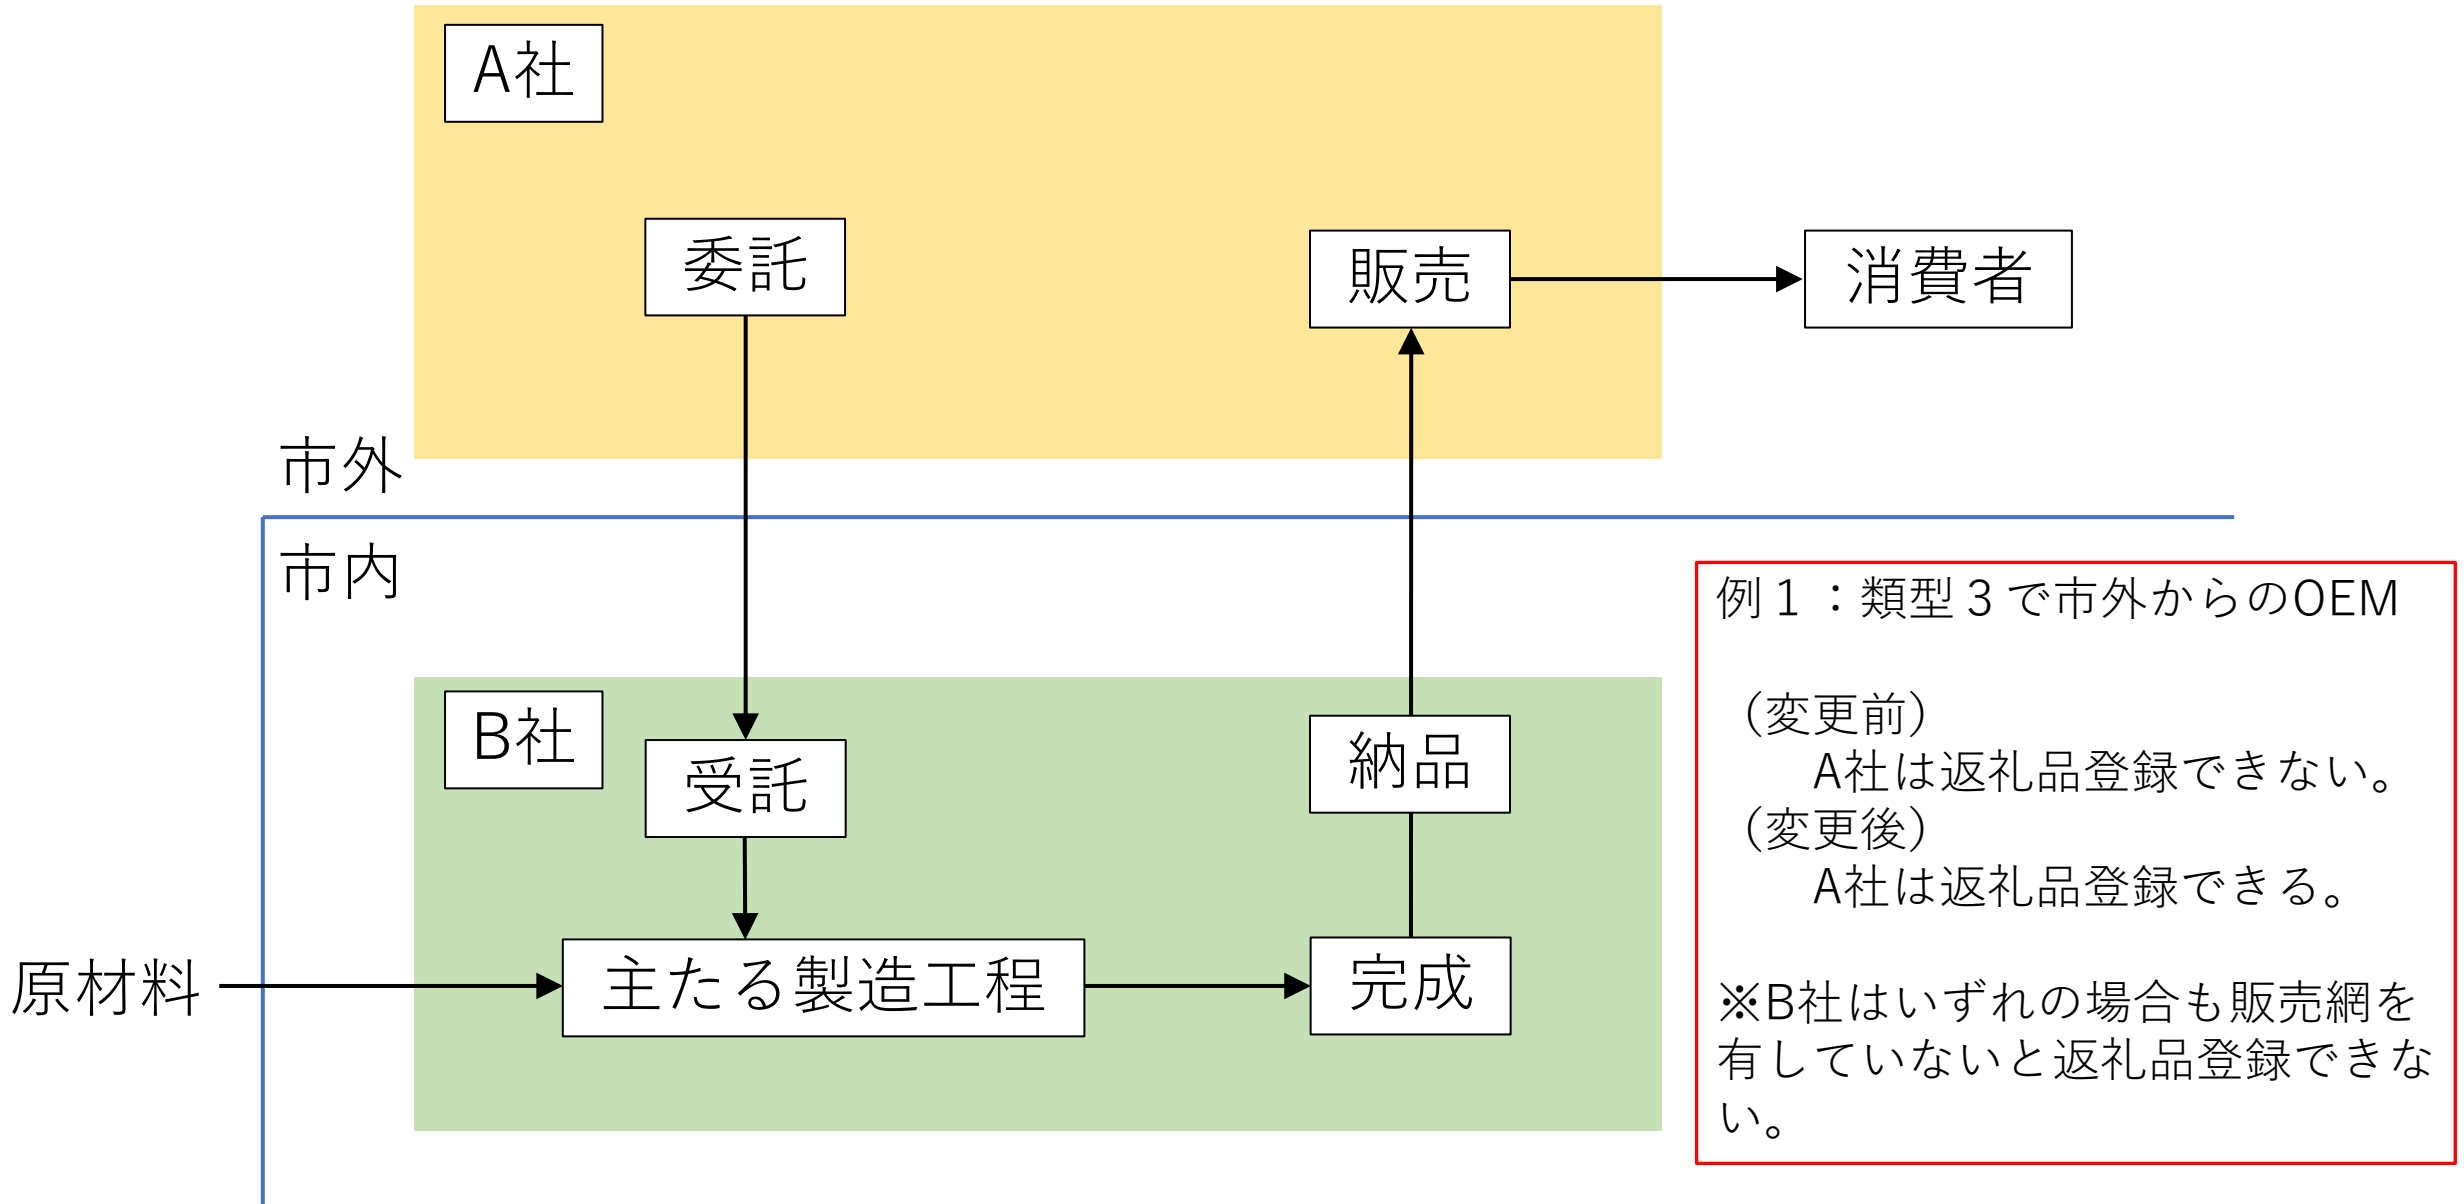 A社
委託
販売
消費者
市外
市内
B社
受託
納品
原材料
主たる製造工程
完成
例１：類型３で市外からのOEM
（変更前）
A社は返礼品登録できない。
（変更後）
A社は返礼品登録できる。
※B社はいずれの場合も販売網を
有していないと返礼品登録できな
い。